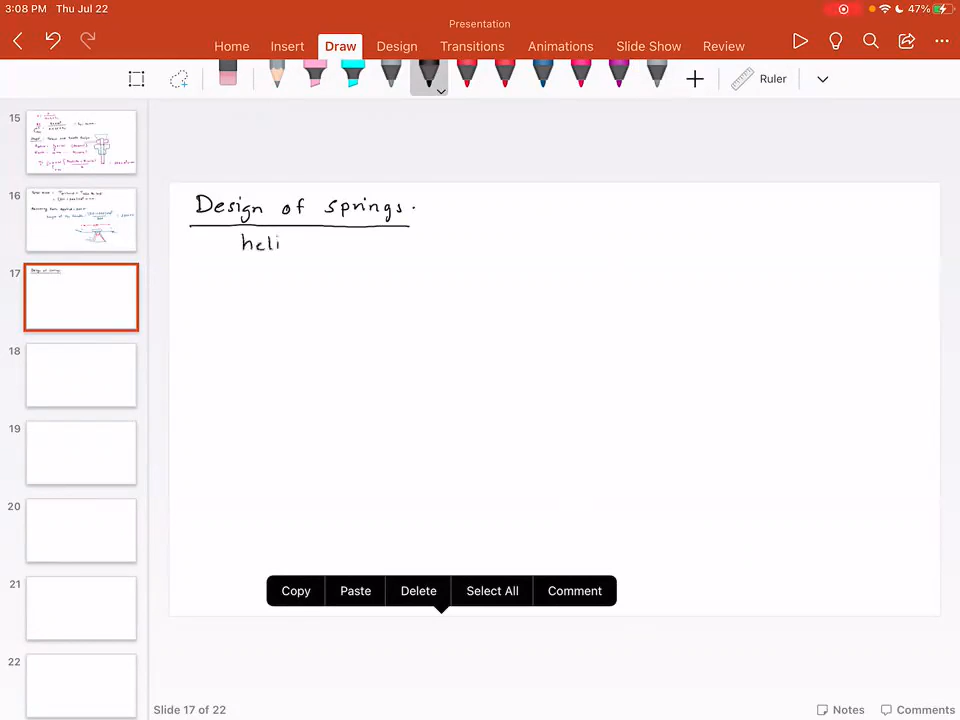 3:08 PM Thu Jul 22
47%
Presentation
Home Insert Draw Design Transitions Animations Slide Show Review
Ruler
15
16
17
18
19
20
21
22
Design of springs.
heli
Copy Paste Delete Select All Comment
Slide 17 of 22
Notes Comments